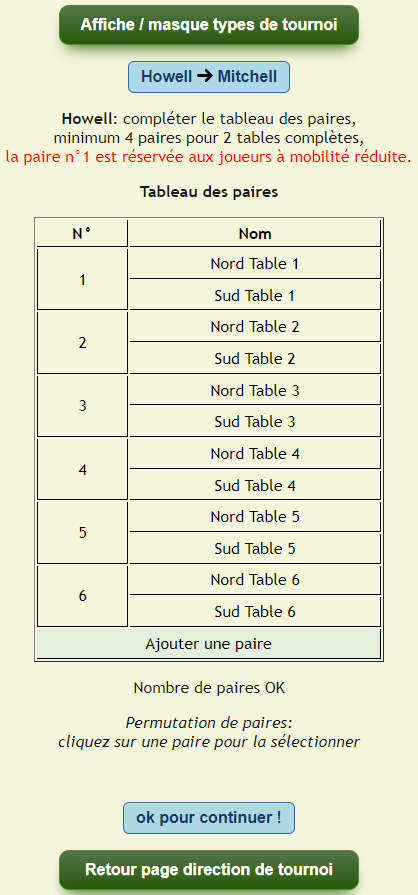 Affiche / masque types de tournoi
Howell ➔ Mitchell
Howell: compléter le tableau des paires,
minimum 4 paires pour 2 tables complètes,
la paire n°1 est réservée aux joueurs à mobilité réduite.
Tableau des paires
N° Nom
1
Nord Table 1
Sud Table 1
2
Nord Table 2
Sud Table 2
3
Nord Table 3
Sud Table 3
4
Nord Table 4
Sud Table 4
5
Nord Table 5
Sud Table 5
6
Nord Table 6
Sud Table 6
Ajouter une paire
Nombre de paires OK
Permutation de paires:
cliquez sur une paire pour la sélectionner
ok pour continuer !
Retour page direction de tournoi